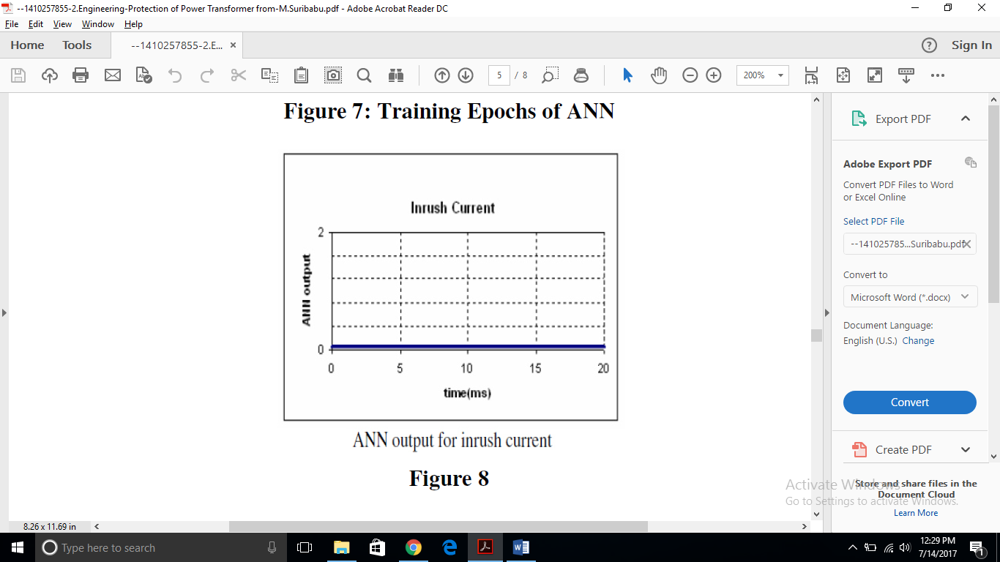 --1410257855-2.Engineering-Protection of Power Transformer from-M.Suribabu.pdf - Adobe Acrobat Reader DC
File Edit View Window Help
Home Tools --1410257855-2.E... × Sign In
5 / 8 200%
Figure 7: Training Epochs of ANN
Inrush Current
2
ANN output
0
0 5 10 15 20
time(ms)
ANN output for inrush current
Figure 8
8.26 x 11.69 in
Export PDF
Adobe Export PDF
Convert PDF Files to Word
or Excel Online
Select PDF File
--141025785...Suribabu.pdf
Convert to
Microsoft Word (*.docx)
Document Language:
English (U.S.) Change
Convert
Create PDF
Activate Windows
Go to Settings to activate Windows.
Store and share files in the
Document Cloud
Learn More
Type here to search
12:29 PM
7/14/2017
1